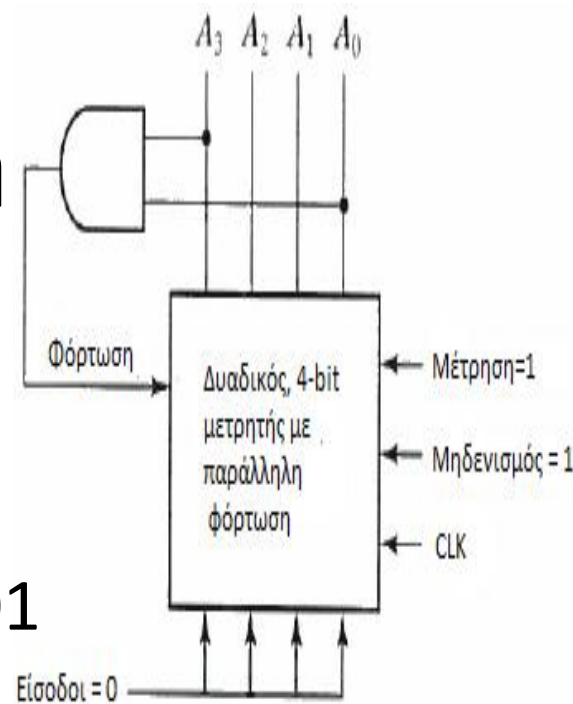 A₃ A₂ A₁ A₀
Φόρτωση
Δυαδικός, 4-bit
μετρητής με
παράλληλη
φόρτωση
Μέτρηση=1
Μηδενισμός = 1
CLK
Είσοδοι = 0